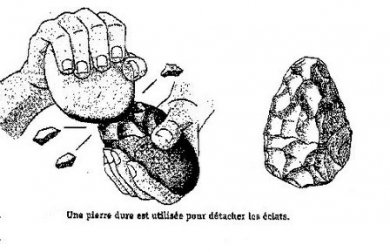 Une pierre dure est utilisée pour détacher les éclats.